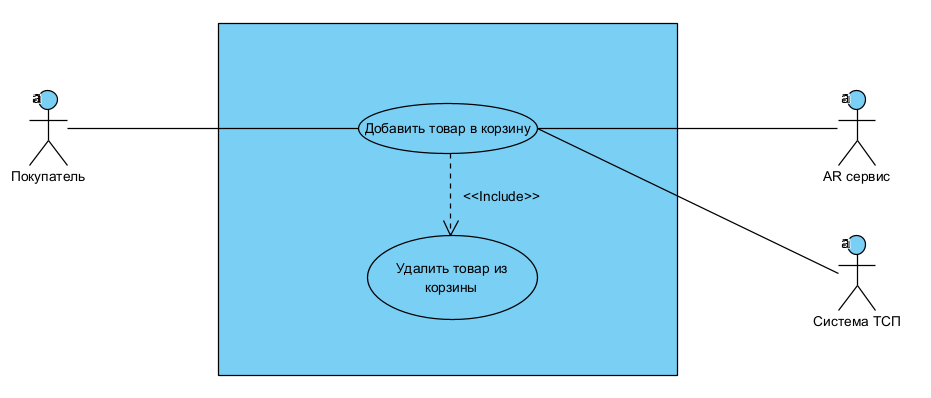 Добавить товар в корзину
Покупатель
AR сервис
<<Include>>
Удалить товар из
корзины
Система ТСП